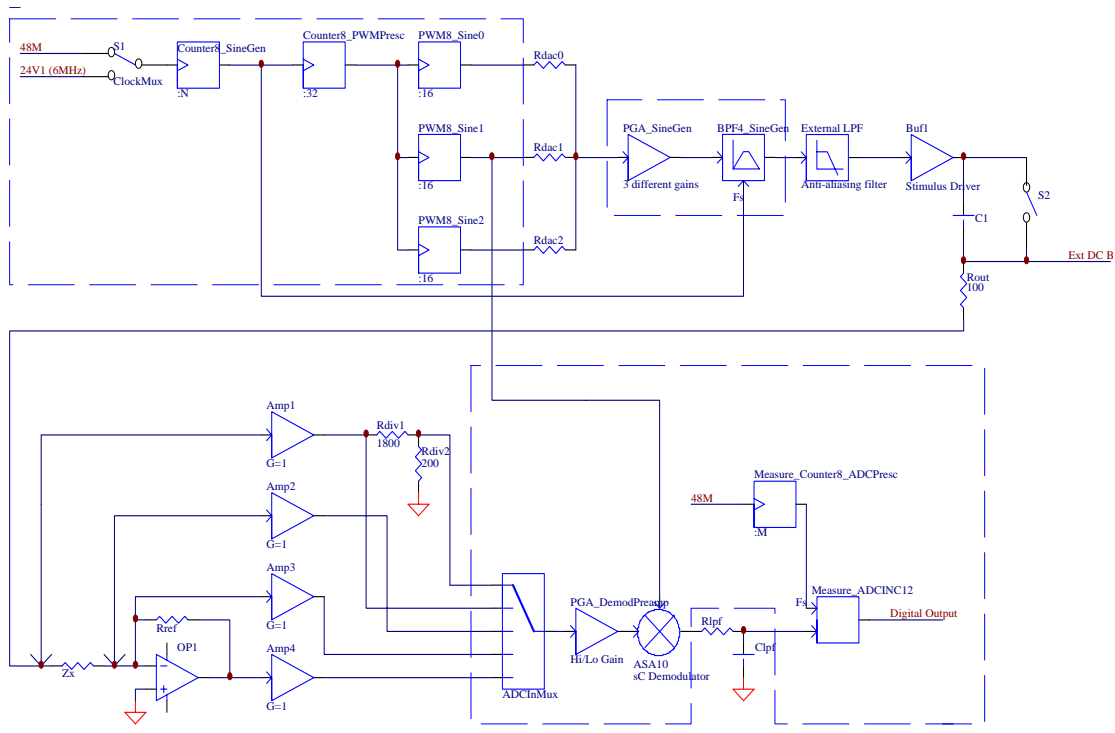 48M
S1
24V1 (6MHz)
ClockMux
Counter8_SineGen
:N
Counter8_PWMPresc
:32
PWM8_Sine0
:16
Rdac0
PWM8_Sine1
:16
Rdac1
PWM8_Sine2
:16
Rdac2
PGA_SineGen
3 different gains
BPF4_SineGen
Fs
External LPF
Anti-aliasing filter
Buf1
Stimulus Driver
C1
S2
Ext DC B
Rout
100
Amp1
G=1
Rdiv1
1800
Rdiv2
200
Amp2
G=1
Amp3
G=1
Amp4
G=1
Rref
OP1
Zx
ADCInMux
PGA_DemodPreamp
Hi/Lo Gain
ASA10
sC Demodulator
Rlpf
Clpf
Measure_Counter8_ADCPresc
48M
:M
Measure_ADCINC12
Fs
Digital Output